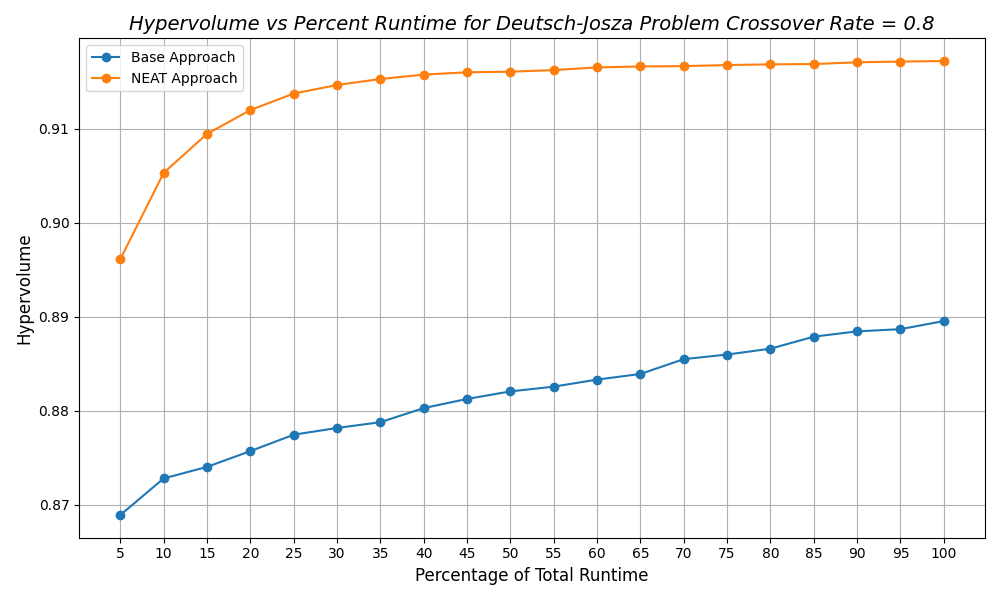 Hypervolume vs Percent Runtime for Deutsch-Josza Problem Crossover Rate = 0.8
Base Approach
NEAT Approach
Hypervolume
0.91
0.90
0.89
0.88
0.87
5 10 15 20 25 30 35 40 45 50 55 60 65 70 75 80 85 90 95 100
Percentage of Total Runtime